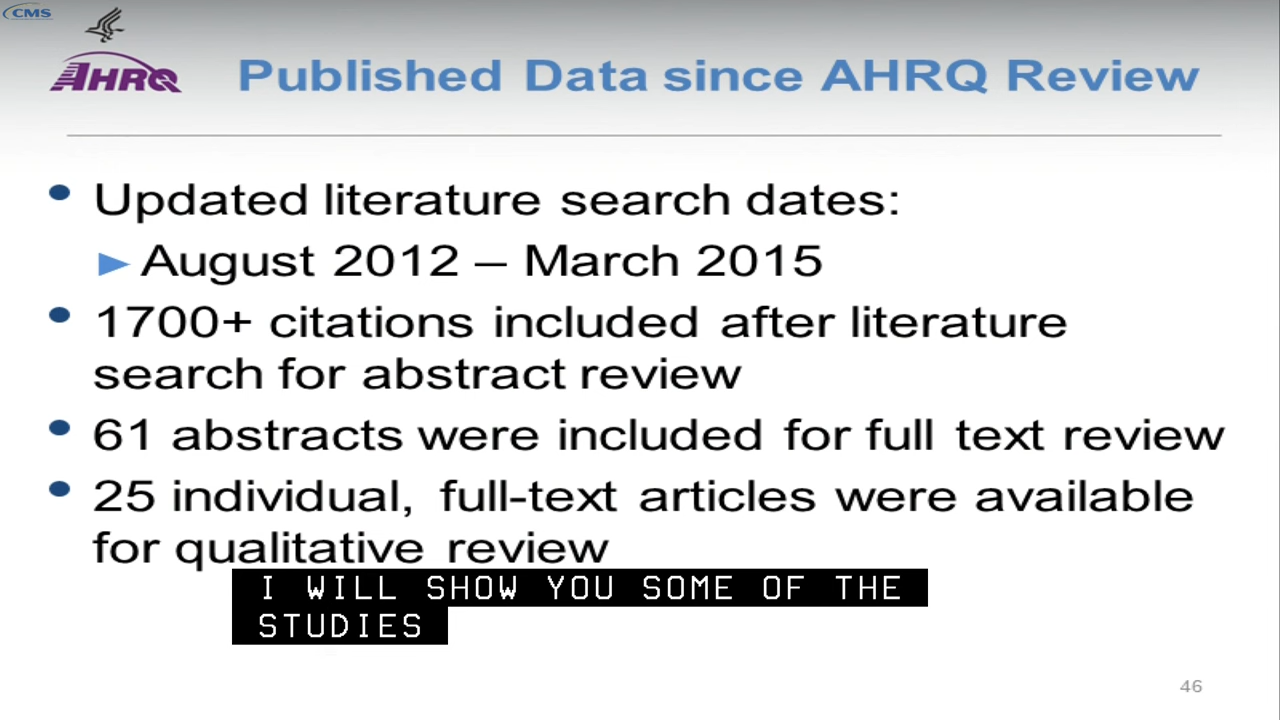 CMS
AHRQ
Published Data since AHRQ Review
• Updated literature search dates:
► August 2012 – March 2015
• 1700+ citations included after literature
search for abstract review
• 61 abstracts were included for full text review
• 25 individual, full-text articles were available
for qualitative review
I WILL SHOW YOU SOME OF THE
STUDIES
46